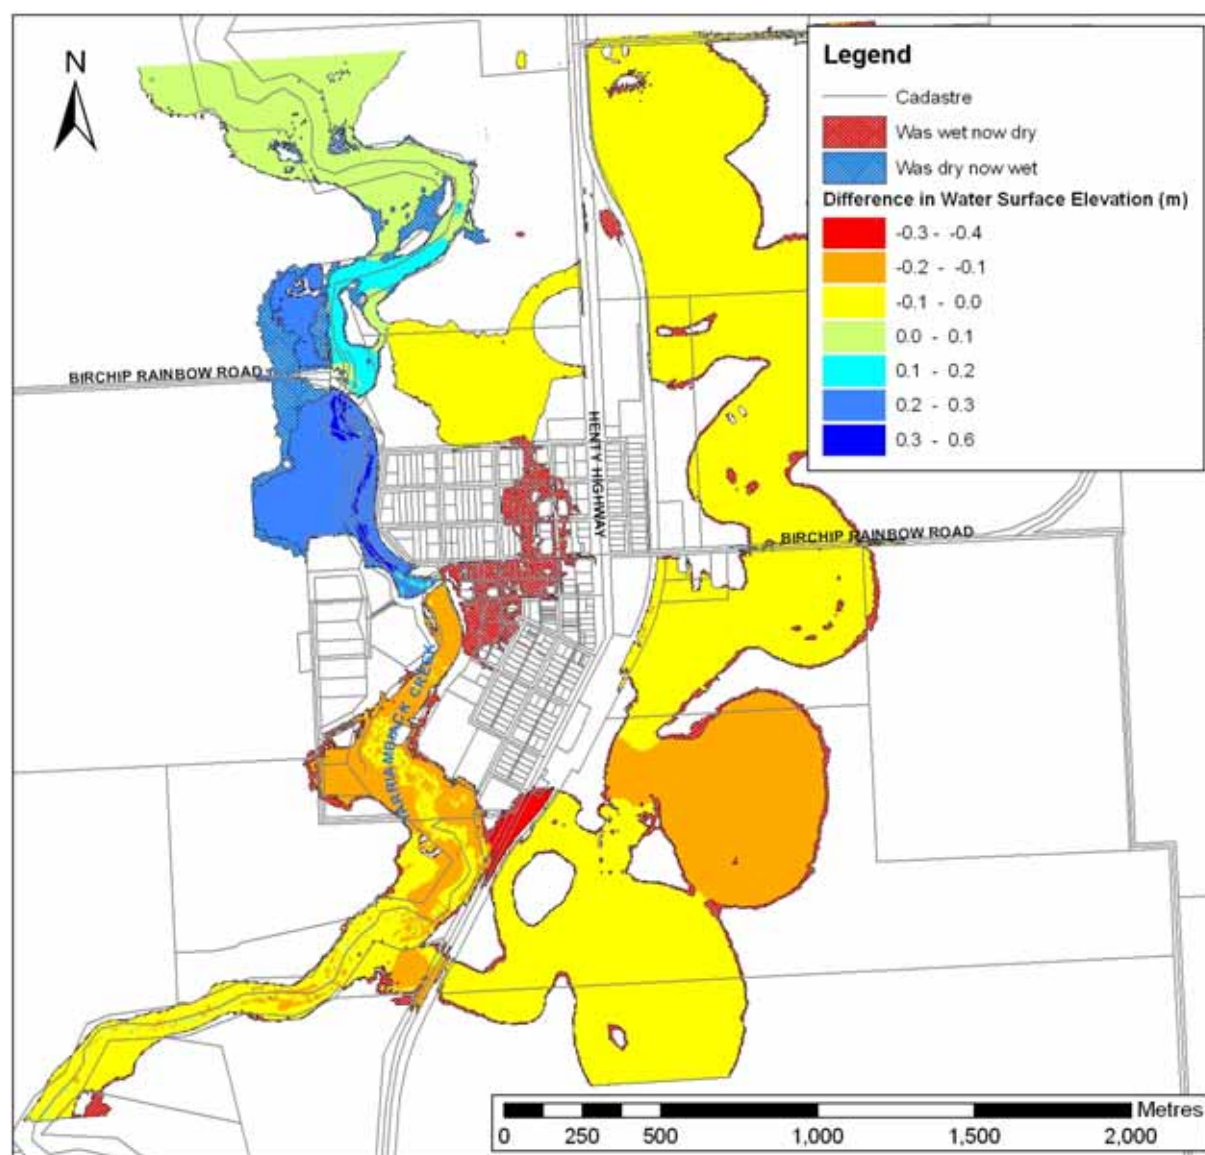 N
Legend
Cadastre
Was wet now dry
Was dry now wet
Difference in Water Surface Elevation (m)
-0.3 - -0.4
-0.2 - -0.1
-0.1 - 0.0
0.0 - 0.1
0.1 - 0.2
0.2 - 0.3
0.3 - 0.6
BIRCHIP RAINBOW ROAD
HENTY HIGHWAY
BIRCHIP RAINBOW ROAD
CREEK
Metres
0 250 500 1,000 1,500 2,000